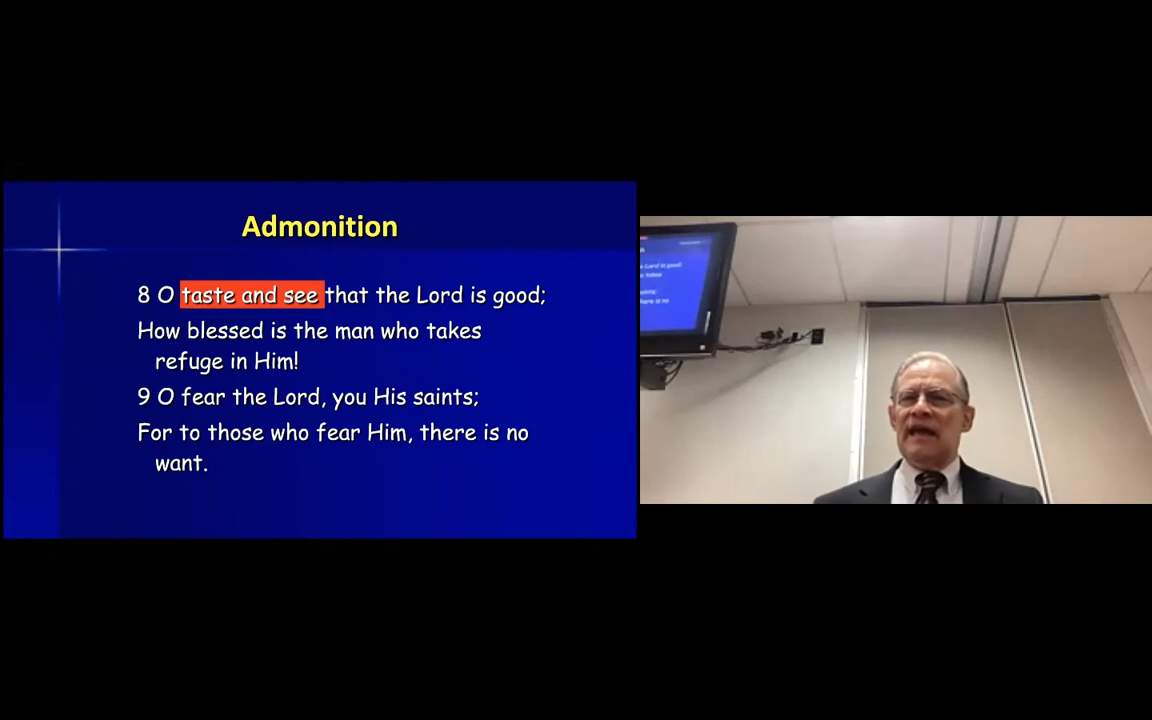 Admonition
8 O taste and see that the Lord is good;
How blessed is the man who takes
refuge in Him!
9 O fear the Lord, you His saints;
For to those who fear Him, there is no
want.